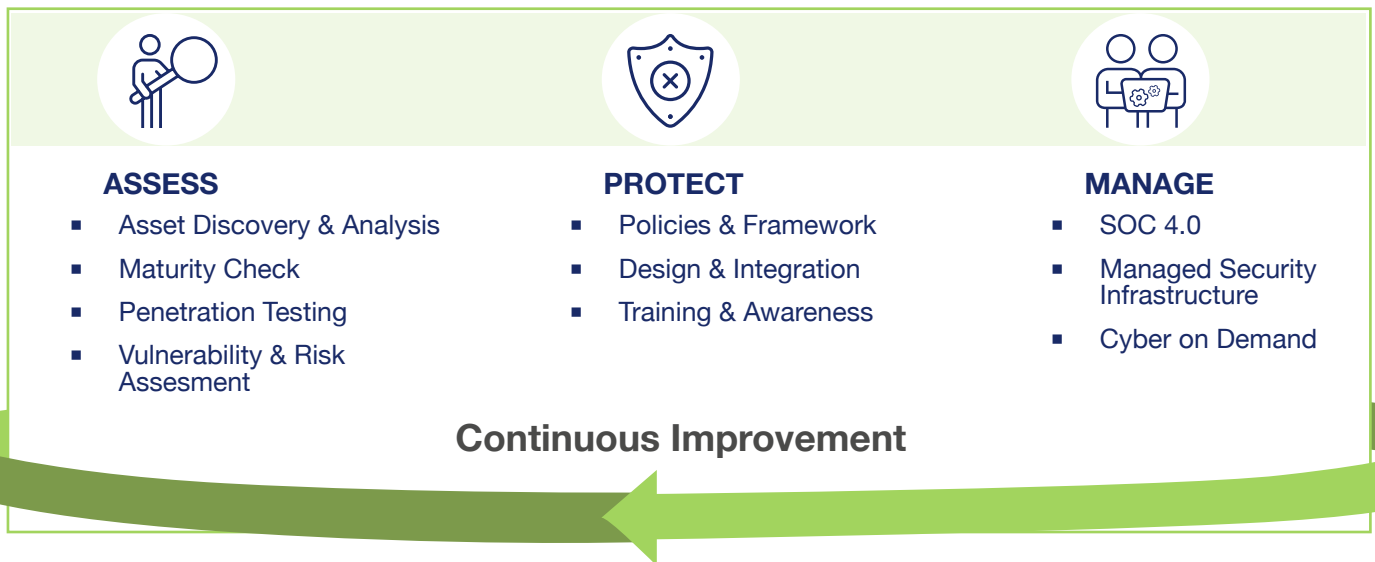 ASSESS
Asset Discovery & Analysis
Maturity Check
Penetration Testing
Vulnerability & Risk
Assesment
PROTECT
Policies & Framework
Design & Integration
Training & Awareness
MANAGE
SOC 4.0
Managed Security
Infrastructure
Cyber on Demand
Continuous Improvement